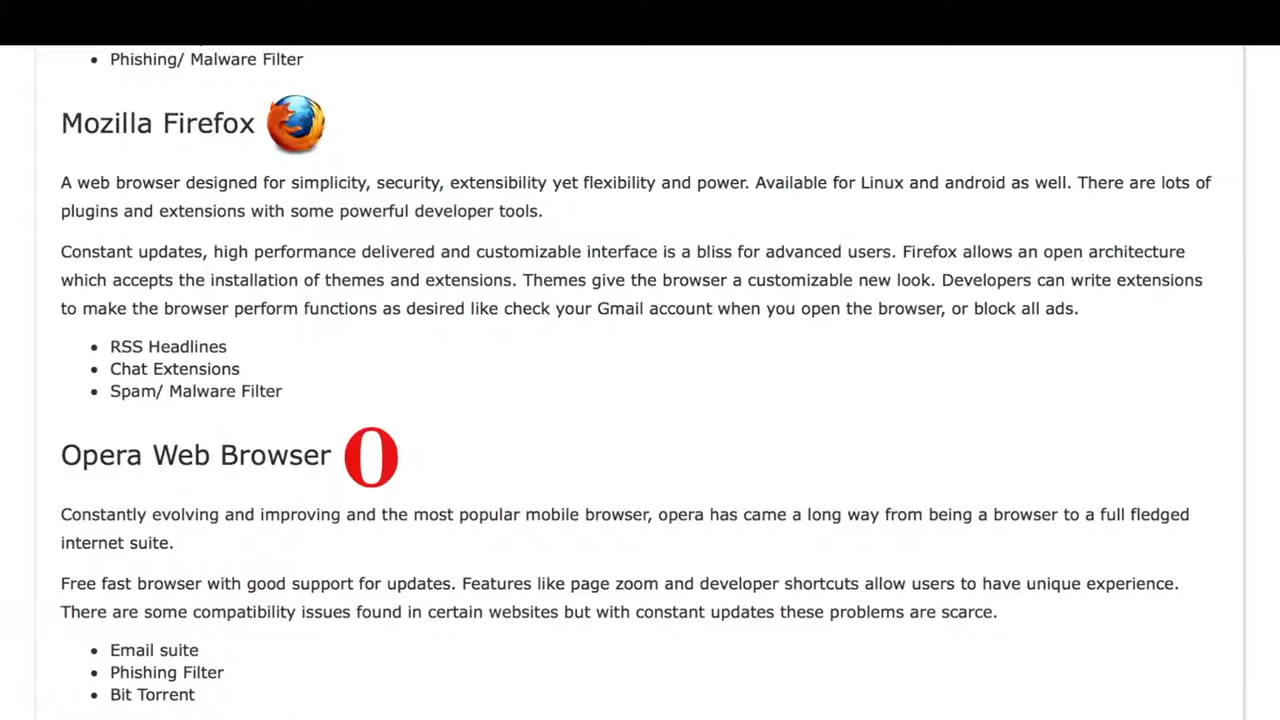 Phishing/ Malware Filter
Mozilla Firefox
A web browser designed for simplicity, security, extensibility yet flexibility and power. Available for Linux and android as well. There are lots of
plugins and extensions with some powerful developer tools.
Constant updates, high performance delivered and customizable interface is a bliss for advanced users. Firefox allows an open architecture
which accepts the installation of themes and extensions. Themes give the browser a customizable new look. Developers can write extensions
to make the browser perform functions as desired like check your Gmail account when you open the browser, or block all ads.
RSS Headlines
Chat Extensions
Spam/ Malware Filter
Opera Web Browser
Constantly evolving and improving and the most popular mobile browser, opera has came a long way from being a browser to a full fledged
internet suite.
Free fast browser with good support for updates. Features like page zoom and developer shortcuts allow users to have unique experience.
There are some compatibility issues found in certain websites but with constant updates these problems are scarce.
Email suite
Phishing Filter
Bit Torrent